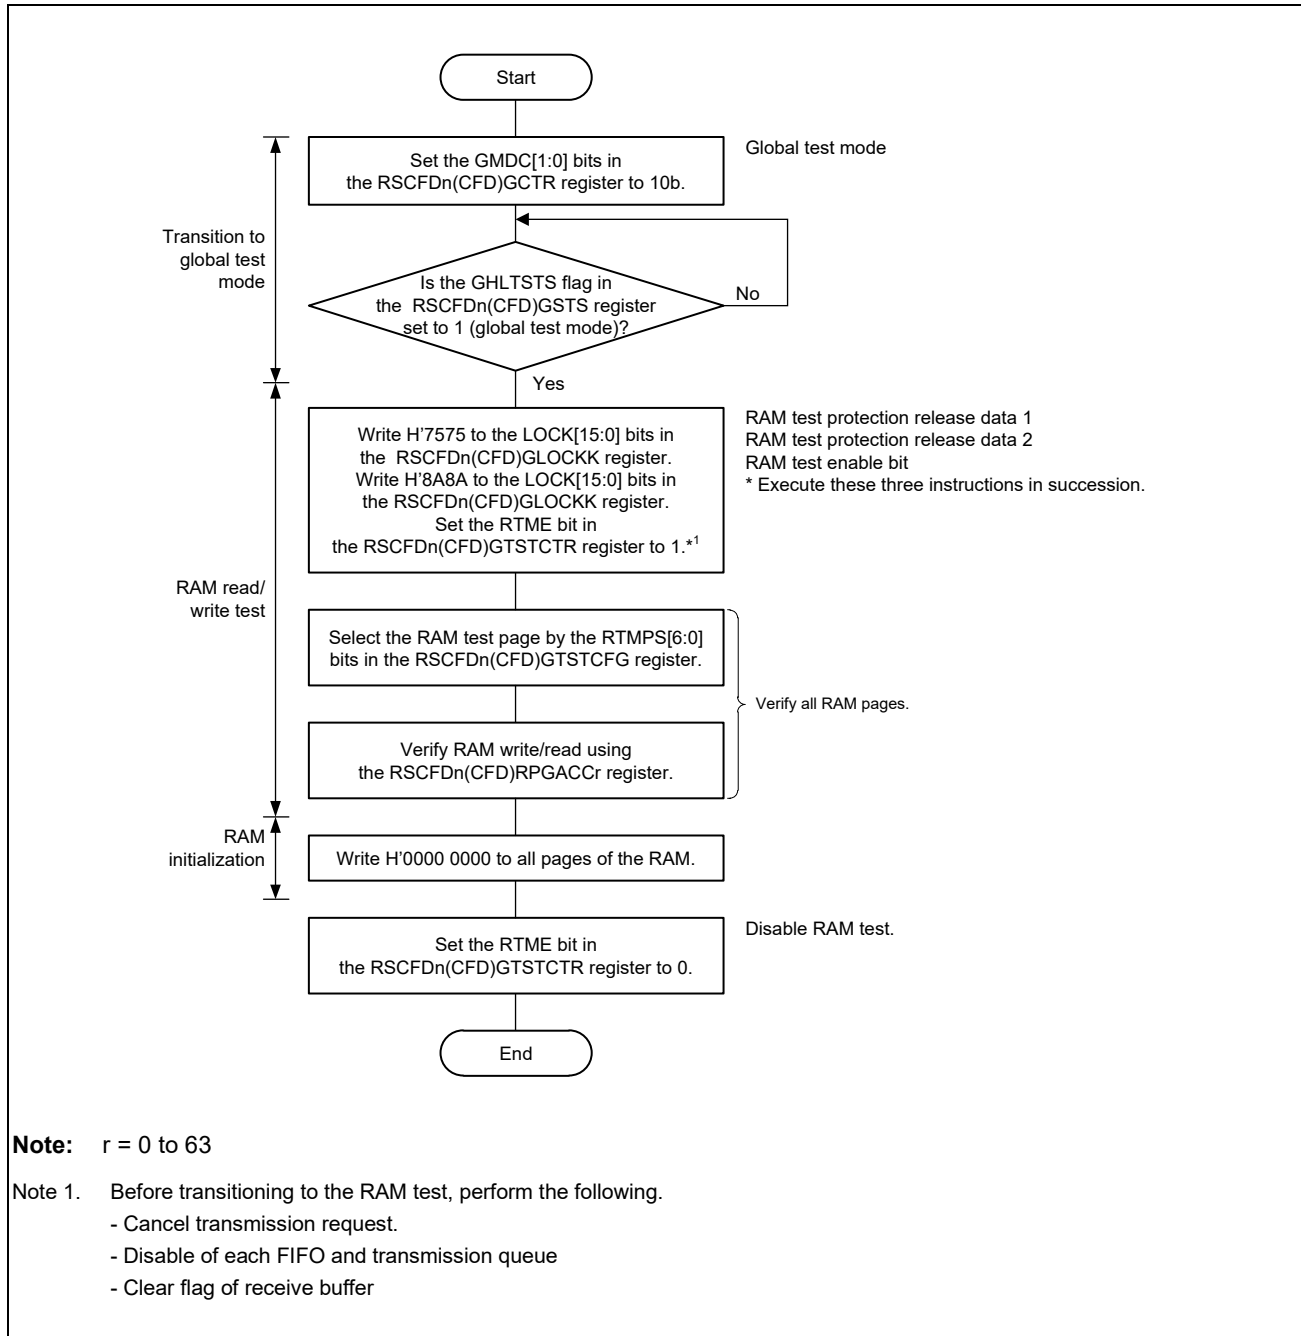 Start
Set the GMDC[1:0] bits in
the RSCFDn(CFD)GCTR register to 10b.
Global test mode
Transition to
global test
mode
Is the GHLTSTS flag in
the RSCFDn(CFD)GSTS register
set to 1 (global test mode)?
No
Yes
Write H'7575 to the LOCK[15:0] bits in
the RSCFDn(CFD)GLOCKK register.
Write H'8A8A to the LOCK[15:0] bits in
the RSCFDn(CFD)GLOCKK register.
Set the RTME bit in
the RSCFDn(CFD)GTSTCTR register to 1.*1
RAM test protection release data 1
RAM test protection release data 2
RAM test enable bit
* Execute these three instructions in succession.
RAM read/
write test
Select the RAM test page by the RTMPS[6:0]
bits in the RSCFDn(CFD)GTSTCFG register.
Verify RAM write/read using
the RSCFDn(CFD)RPGACCr register.
Verify all RAM pages.
RAM
initialization
Write H'0000 0000 to all pages of the RAM.
Set the RTME bit in
the RSCFDn(CFD)GTSTCTR register to 0.
Disable RAM test.
End
Note: r = 0 to 63
Note 1. Before transitioning to the RAM test, perform the following.
- Cancel transmission request.
- Disable of each FIFO and transmission queue
- Clear flag of receive buffer